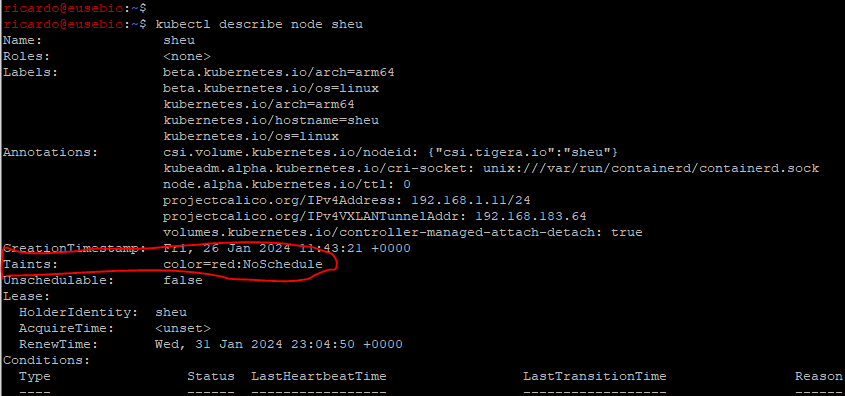 ricardo@eusebio:~$
ricardo@eusebio:~$ kubectl describe node sheu
Name:               sheu
Roles:              <none>
Labels:             beta.kubernetes.io/arch=arm64
                    beta.kubernetes.io/os=linux
                    kubernetes.io/arch=arm64
                    kubernetes.io/hostname=sheu
                    kubernetes.io/os=linux
Annotations:        csi.volume.kubernetes.io/nodeid: {"csi.tigera.io":"sheu"}
                    kubeadm.alpha.kubernetes.io/cri-socket: unix:///var/run/containerd/containerd.sock
                    node.alpha.kubernetes.io/ttl: 0
                    projectcalico.org/IPv4Address: 192.168.1.11/24
                    projectcalico.org/IPv4VXLANTunnelAddr: 192.168.183.64
                    volumes.kubernetes.io/controller-managed-attach-detach: true
CreationTimestamp:  Fri, 26 Jan 2024 11:43:21 +0000
Taints:             color=red:NoSchedule
Unschedulable:      false
Lease:
  HolderIdentity:  sheu
  AcquireTime:     <unset>
  RenewTime:       Wed, 31 Jan 2024 23:04:50 +0000
Conditions:
  Type                 Status  LastHeartbeatTime                 LastTransitionTime                Reason
  ----                 ------  -----------------                 ------------------                ------